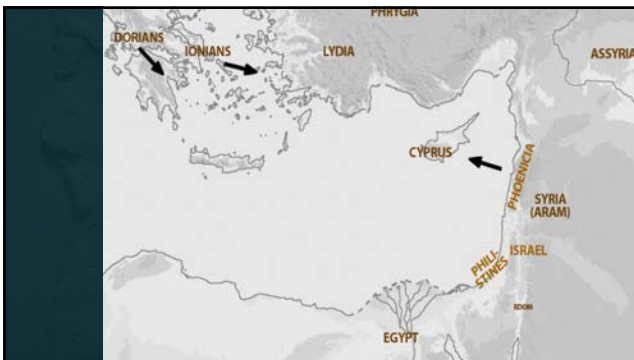 PHRYGIA
DORIANS
IONIANS
LYDIA
ASSYRIA
CYPRUS
PHOENICIA
SYRIA
(ARAM)
ISRAEL
PHILI-
STINES
EDOM
EGYPT